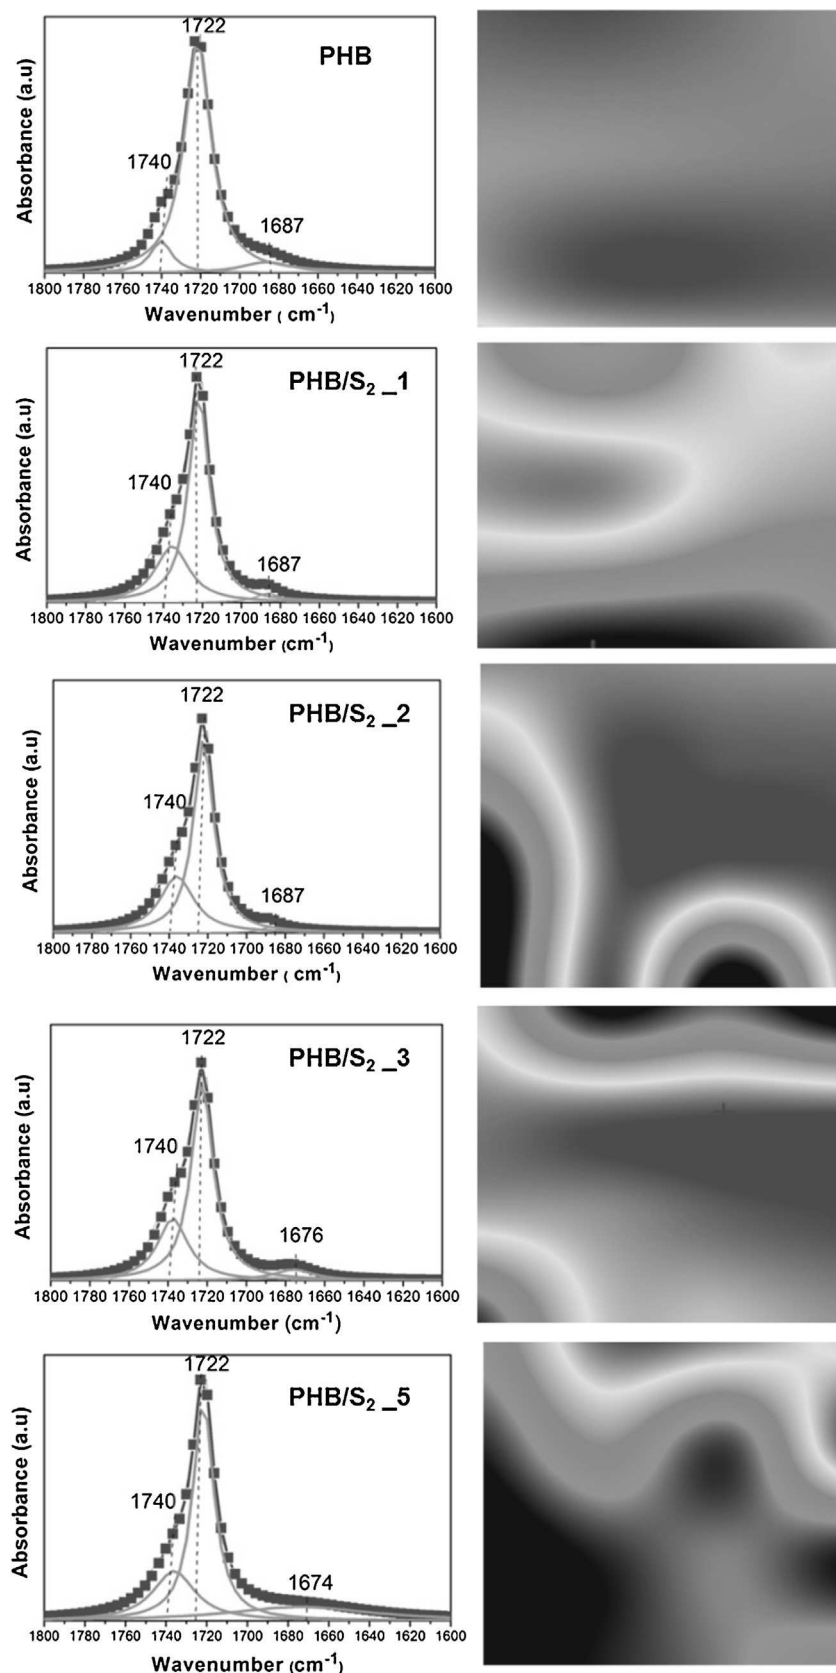 1722
PHB
1740
1687
Absorbance (a.u)
1800 1780 1760 1740 1720 1700 1680 1660 1640 1620 1600
Wavenumber ( cm-1)
1722
PHB/S2 _1
1740
1687
Absorbance (a.u)
1800 1780 1760 1740 1720 1700 1680 1660 1640 1620 1600
Wavenumber (cm-1)
1722
PHB/S2 _2
1740
1687
Absorbance (a.u)
1800 1780 1760 1740 1720 1700 1680 1660 1640 1620 1600
Wavenumber ( cm-1)
1722
PHB/S2 _3
1740
1676
Absorbance (a.u)
1800 1780 1760 1740 1720 1700 1680 1660 1640 1620 1600
Wavenumber (cm-1)
1722
PHB/S2 _5
1740
1674
Absorbance (a.u)
1800 1780 1760 1740 1720 1700 1680 1660 1640 1620 1600
Wavenumber (cm-1)